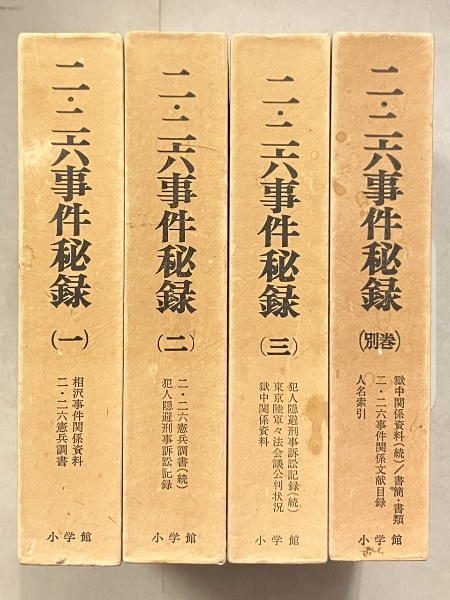 二・二六事件秘録
(一)
相沢事件関係資料
二・二六憲兵調書
小学館
二・二六事件秘録
(二)
二・二六憲兵調書(続)
犯人隠避刑事訴訟記録
小学館
二・二六事件秘録
(三)
犯人隠避刑事訴訟記録(続)
東京陸軍々法会議公判状況
獄中関係資料
小学館
二・二六事件秘録
(別巻)
獄中関係資料(続)/書簡・書類
二・二六事件関係文献目録
人名索引
小学館